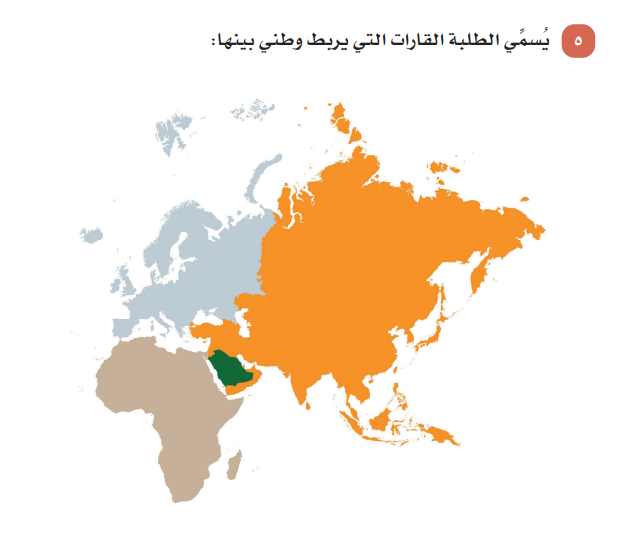 ٥ يُسمِّي الطلبة القارات التي يربط وطني بينها: